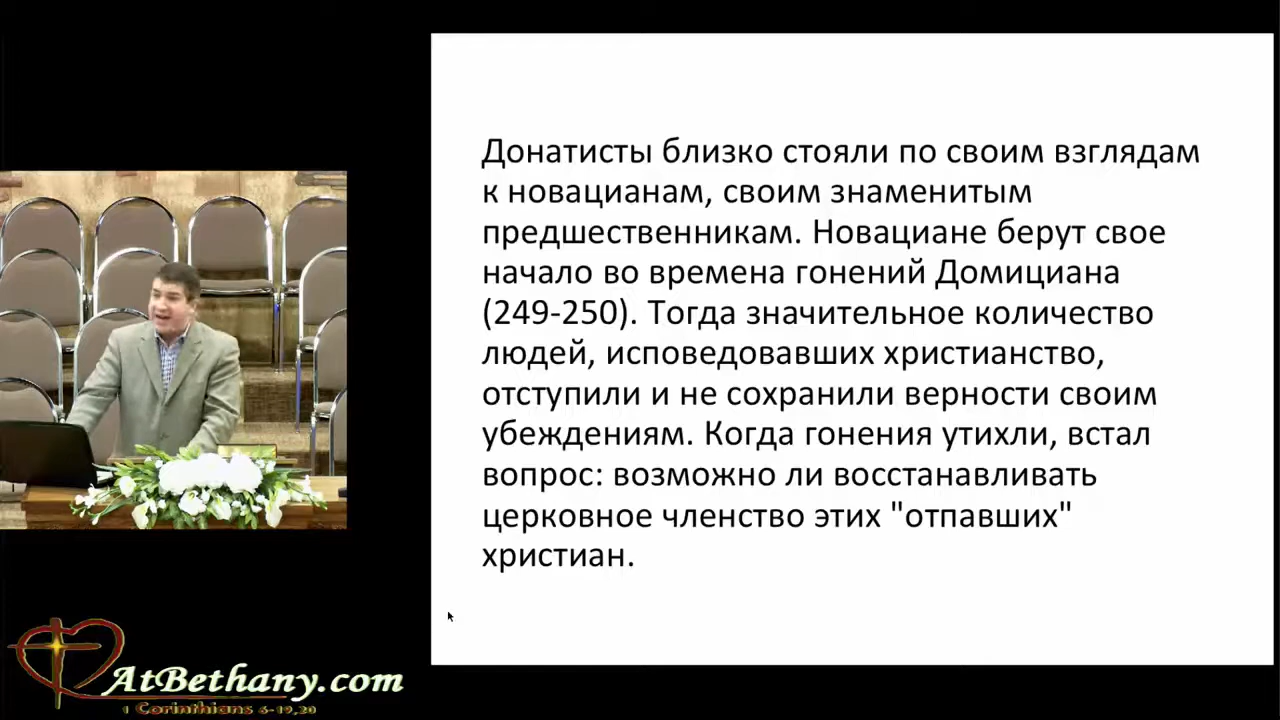 Донатисты близко стояли по своим взглядам
к новацианам, своим знаменитым
предшественникам. Новациане берут свое
начало во времена гонений Домициана
(249-250). Тогда значительное количество
людей, исповедовавших христианство,
отступили и не сохранили верности своим
убеждениям. Когда гонения утихли, встал
вопрос: возможно ли восстанавливать
церковное членство этих "отпавших"
христиан.
AtBethany.com
1 Corinthians 6-19,20